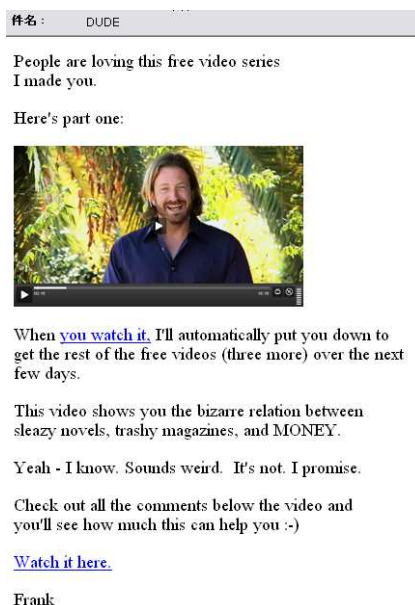 件名： DUDE
People are loving this free video series
I made you.
Here's part one:
When you watch it, I'll automatically put you down to
get the rest of the free videos (three more) over the next
few days.
This video shows you the bizarre relation between
sleazy novels, trashy magazines, and MONEY.
Yeah - I know. Sounds weird.  It's not. I promise.
Check out all the comments below the video and
you'll see how much this can help you :-)
Watch it here.
Frank